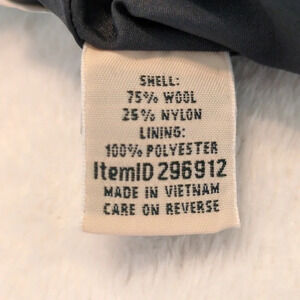 SHELL:
75% WOOL
25% NYLON
LINING:
100% POLYESTER
ItemID 296912
MADE IN VIETNAM
CARE ON REVERSE